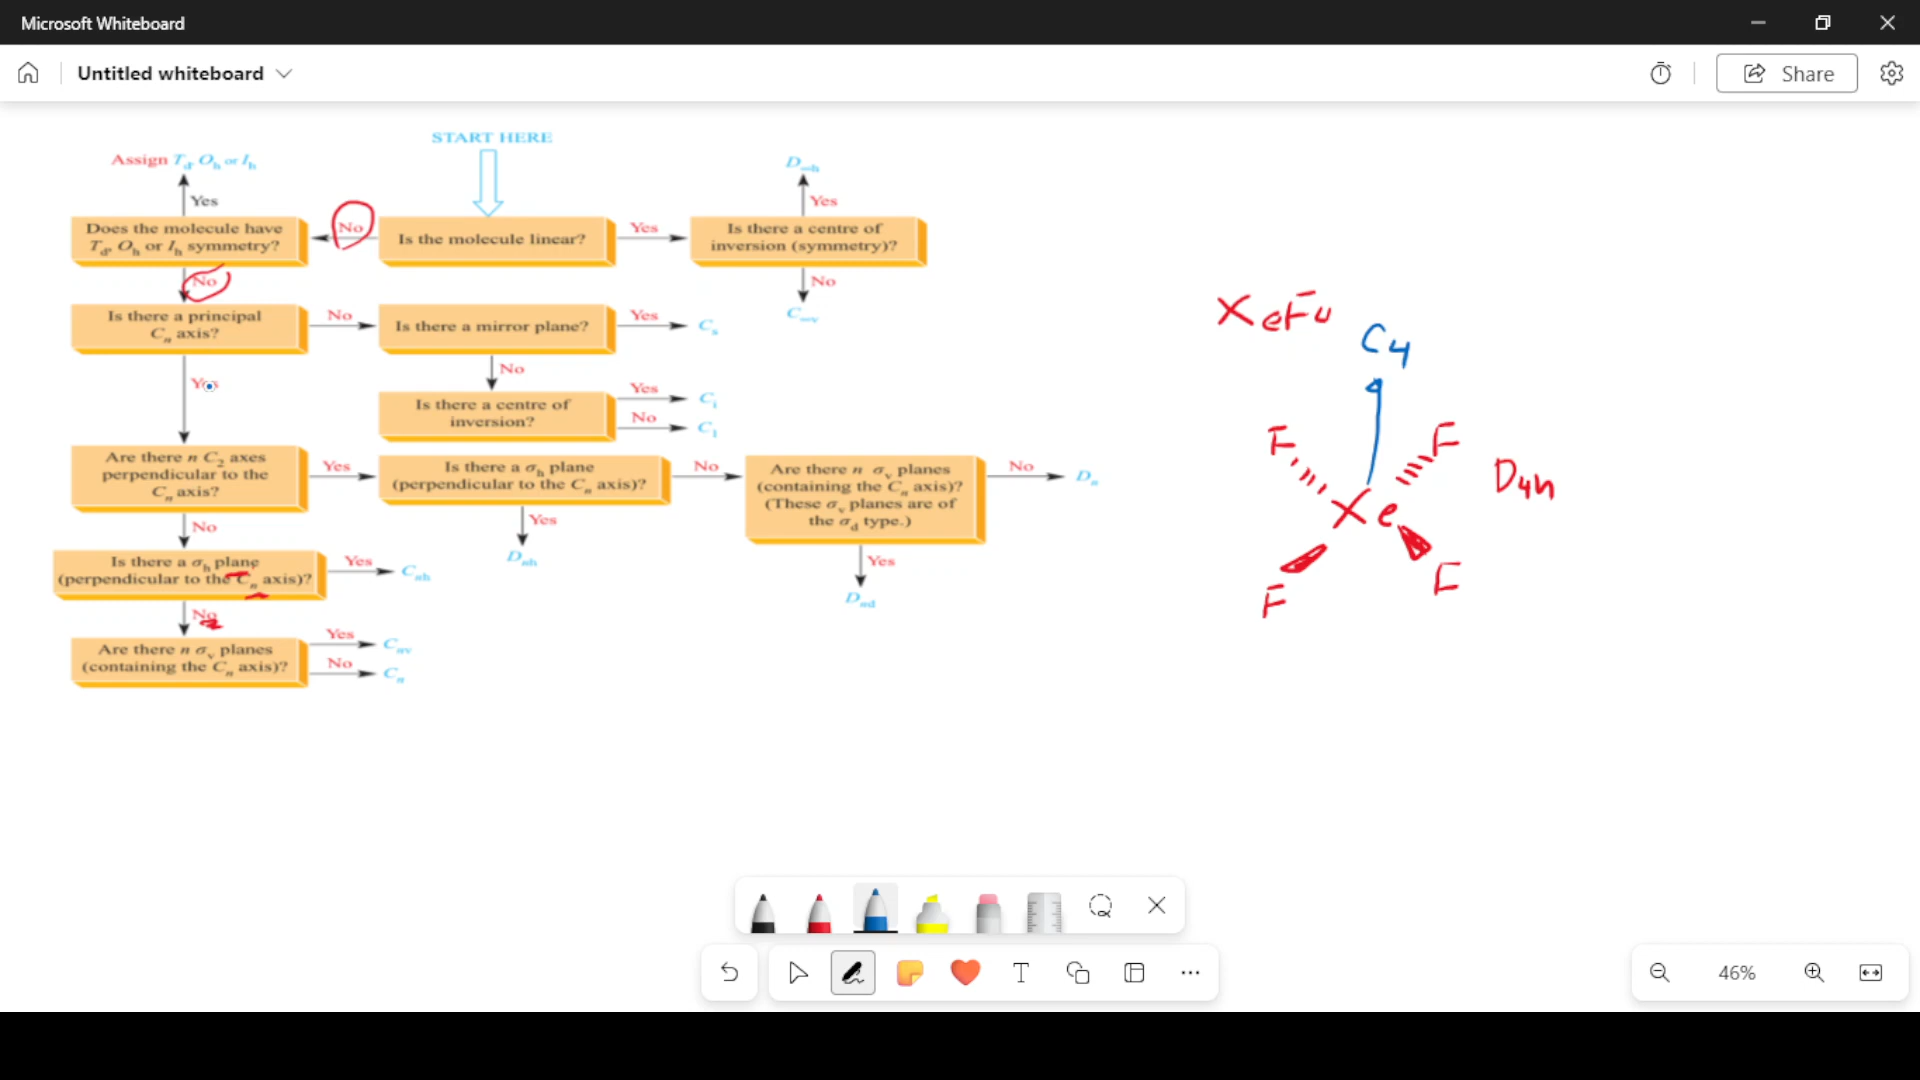 Microsoft Whiteboard
Untitled whiteboard
Share
START HERE
Assign Td, Oh or Ih
D∞h
Yes
Yes
Does the molecule have
Td, Oh or Ih symmetry?
No
Is the molecule linear?
Yes
Is there a centre of
inversion (symmetry)?
No
No
C∞v
Is there a principal
Cn axis?
No
Is there a mirror plane?
Yes
Cs
Yes
No
Is there a centre of
inversion?
Yes
Ci
No
C1
Are there n C2 axes
perpendicular to the
Cn axis?
Yes
Is there a σh plane
(perpendicular to the Cn axis)?
No
Are there n σv planes
(containing the Cn axis)?
(These σv planes are of
the σd type.)
No
Dn
No
Yes
Dnh
Yes
Dnd
Is there a σh plane
(perpendicular to the Cn axis)?
Yes
Cnh
No
Are there n σv planes
(containing the Cn axis)?
Yes
Cnv
No
Cn
XeF4
C4
F
F
Xe
D4h
F
F
46%